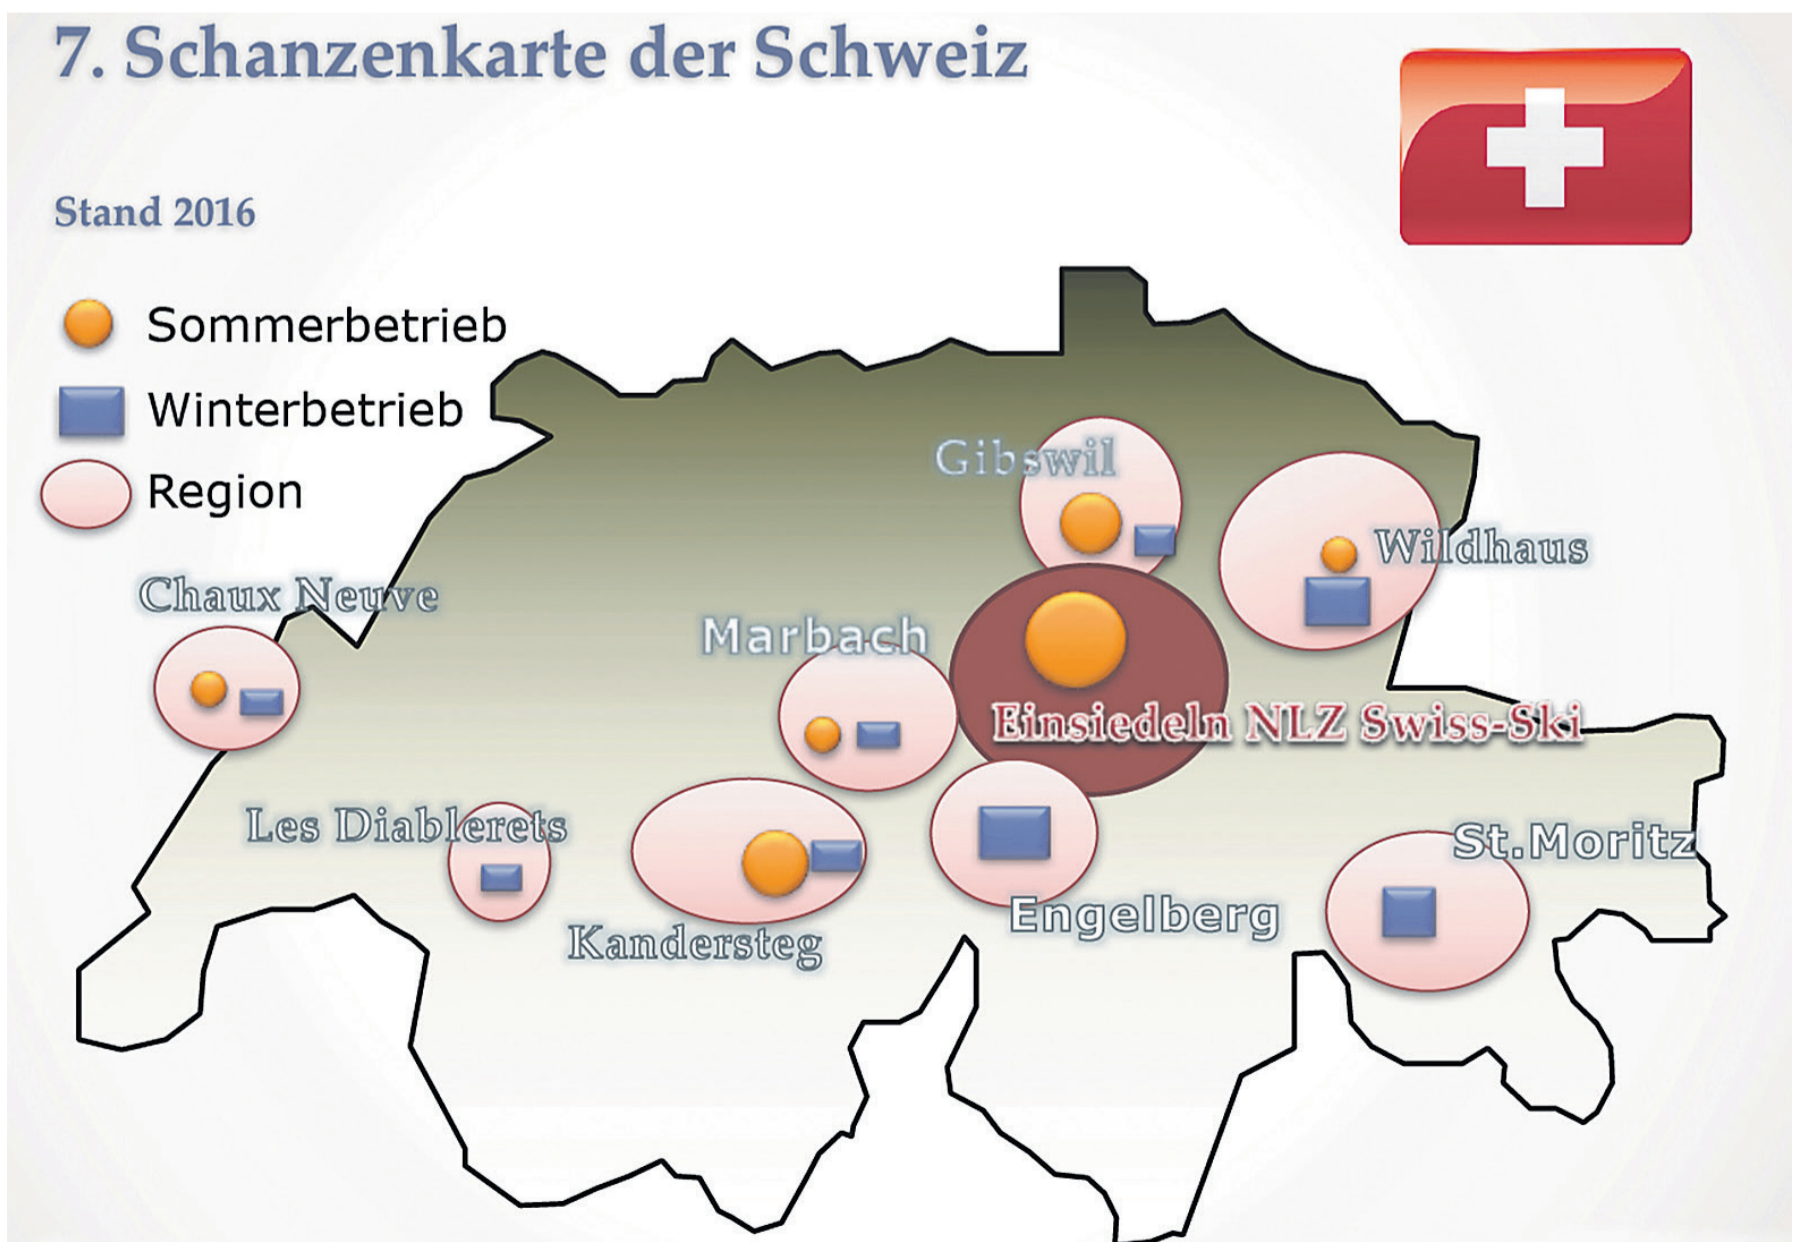 7. Schanzenkarte der Schweiz
Stand 2016
Sommerbetrieb
Winterbetrieb
Region
Gibswil
Wildhaus
Chaux Neuve
Marbach
Einsiedeln NLZ Swiss-Ski
Les Diablerets
St.Moritz
Engelberg
Kandersteg